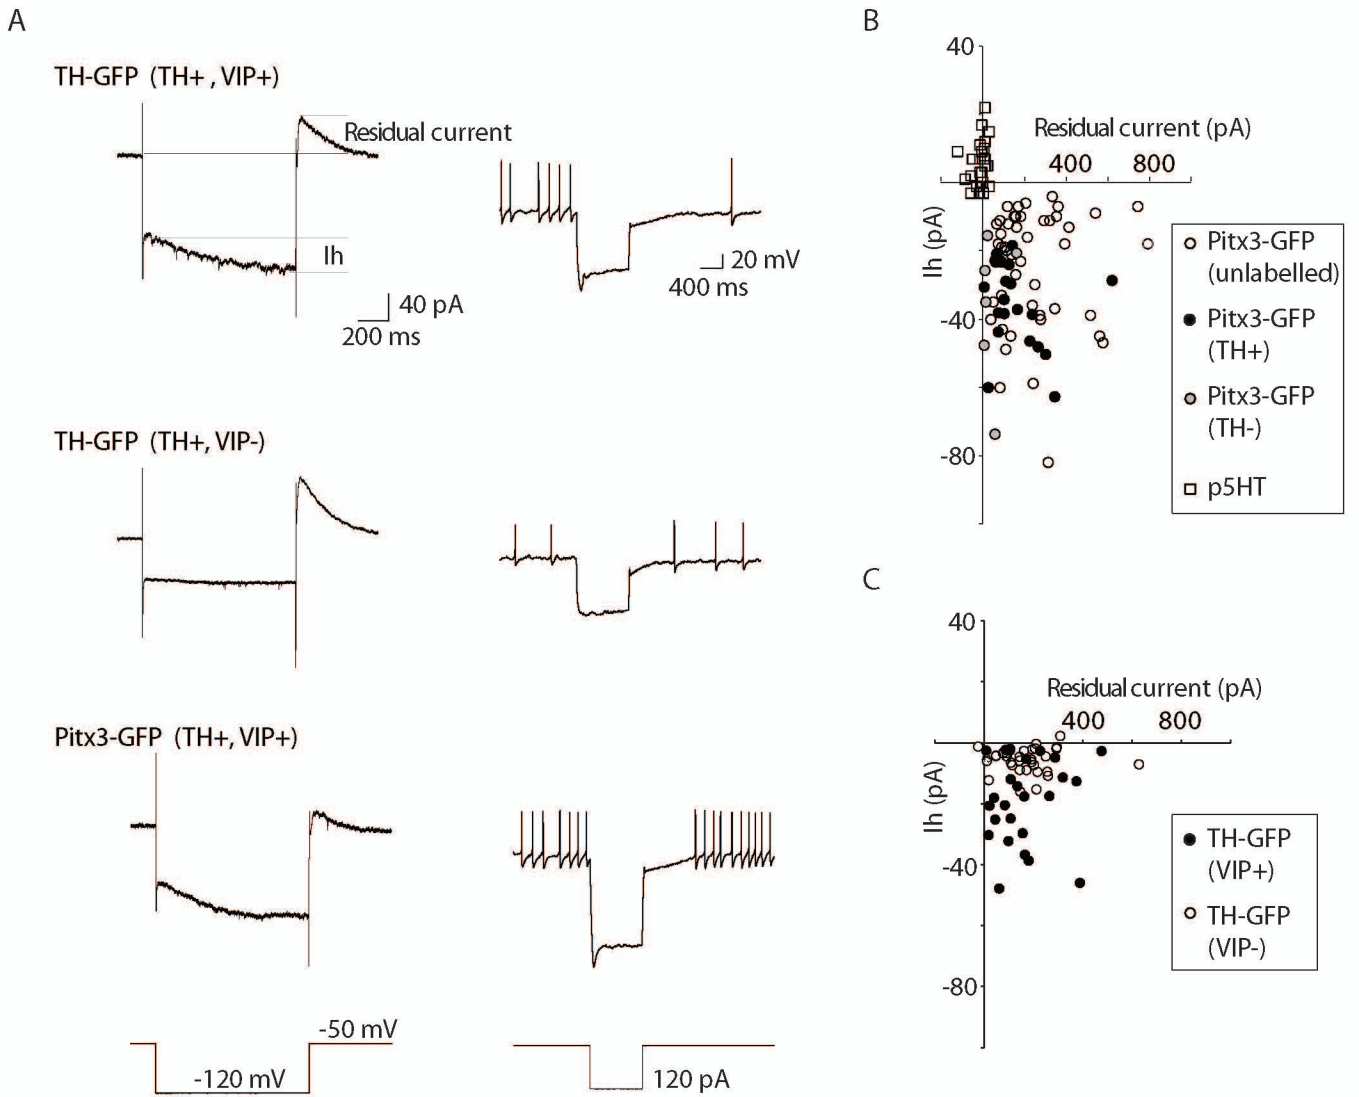 A
TH-GFP (TH+ , VIP+)
Residual current
Ih
40 pA
200 ms
20 mV
400 ms
TH-GFP (TH+, VIP-)
Pitx3-GFP (TH+, VIP+)
-50 mV
-120 mV
120 pA
B
40
Residual current (pA)
400 800
Ih (pA)
-40
-80
Pitx3-GFP
(unlabelled)
Pitx3-GFP
(TH+)
Pitx3-GFP
(TH-)
p5HT
C
40
Residual current (pA)
400 800
Ih (pA)
-40
-80
TH-GFP
(VIP+)
TH-GFP
(VIP-)